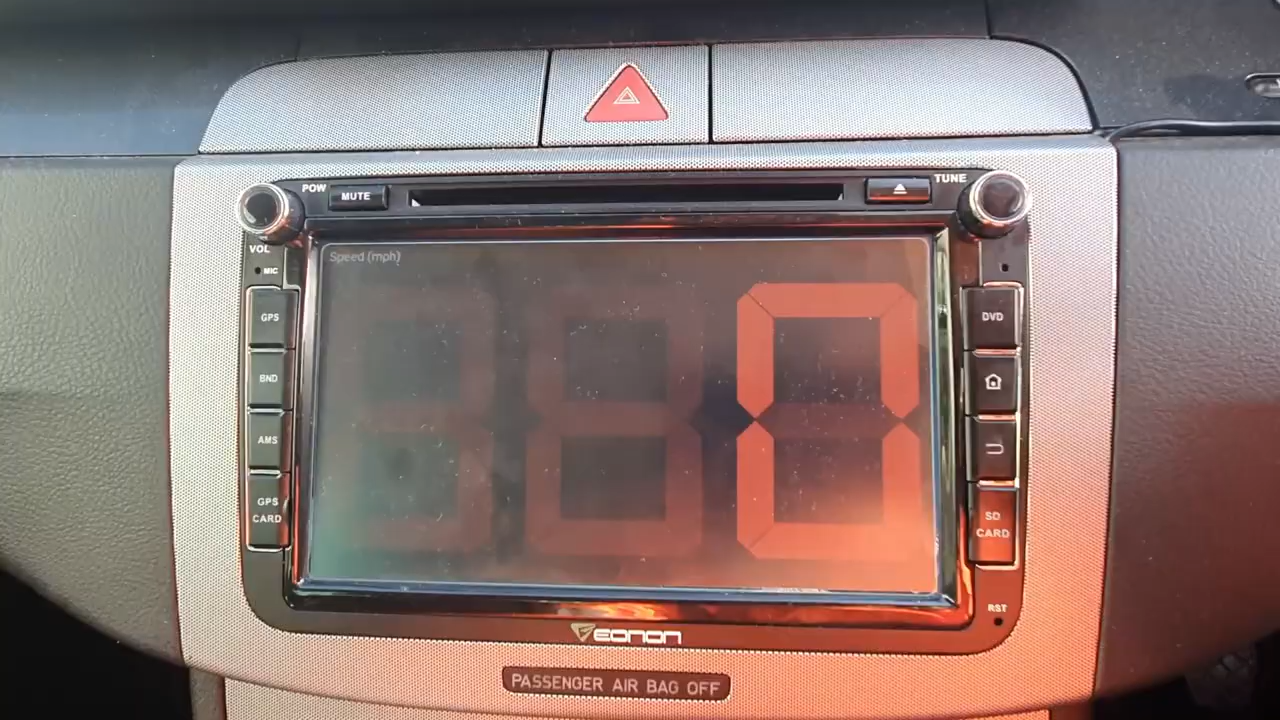 POW
MUTE
TUNE
VOL
MIC
Speed (mph)
0
GPS
BND
AMS
GPS
CARD
DVD
SD
CARD
RST
EONON
PASSENGER AIR BAG OFF